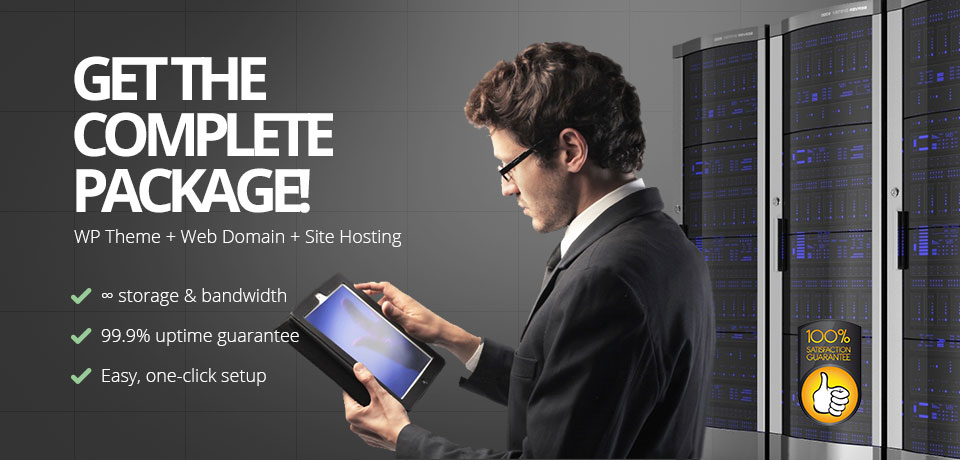 GET THE
COMPLETE
PACKAGE!
WP Theme + Web Domain + Site Hosting
∞ storage & bandwidth
99.9% uptime guarantee
Easy, one-click setup
100%
SATISFACTION
GUARANTEE